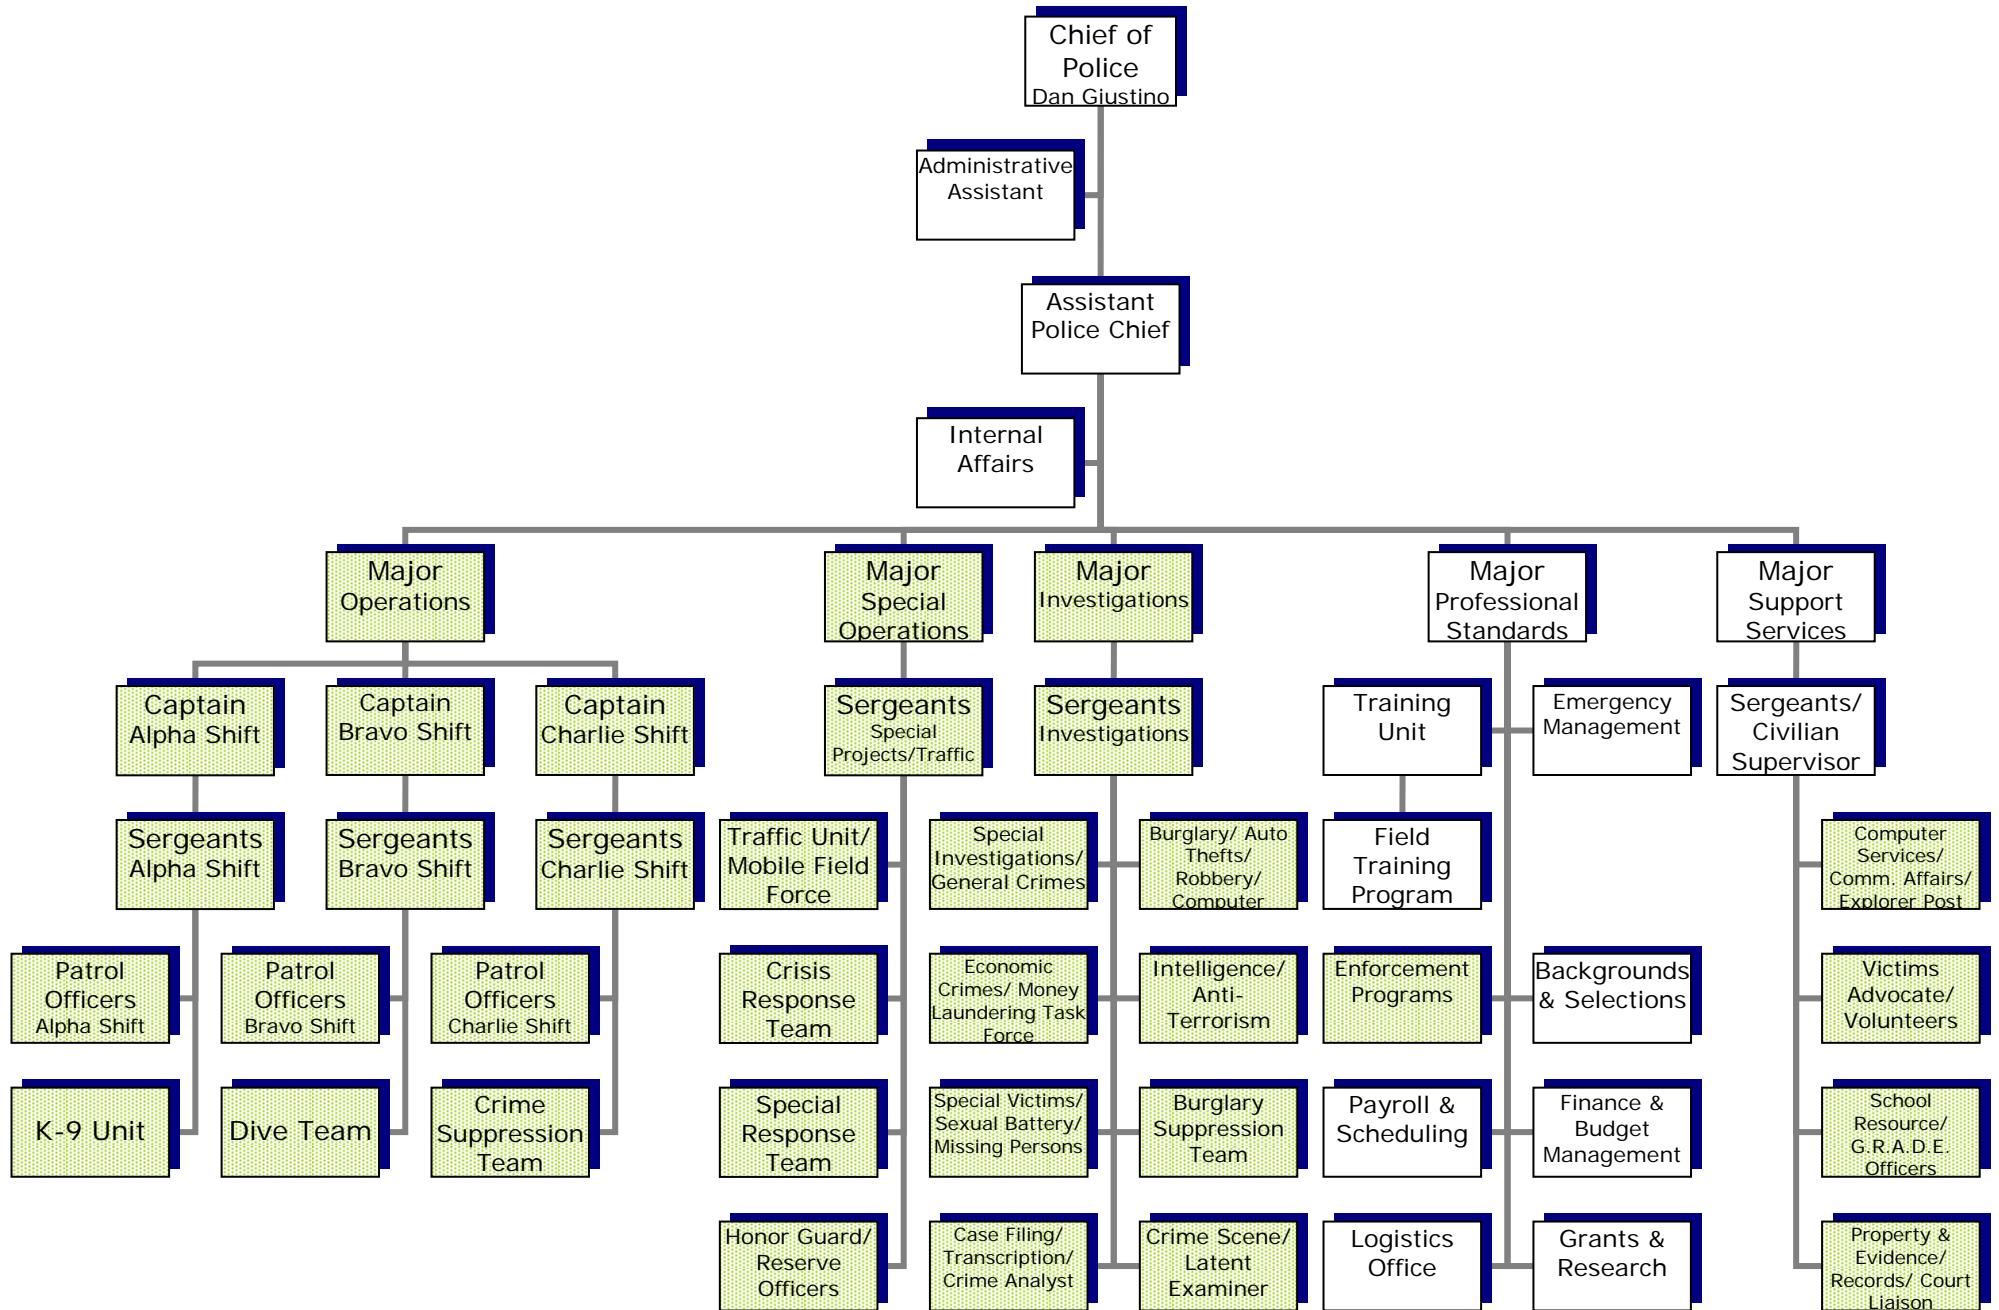 Chief of
Police
Dan Giustino
Administrative
Assistant
Assistant
Police Chief
Internal
Affairs
Major
Operations
Major
Special
Operations
Major
Investigations
Major
Professional
Standards
Major
Support
Services
Captain
Alpha Shift
Captain
Bravo Shift
Captain
Charlie Shift
Sergeants
Special
Projects/Traffic
Sergeants
Investigations
Training
Unit
Emergency
Management
Sergeants/
Civilian
Supervisor
Sergeants
Alpha Shift
Sergeants
Bravo Shift
Sergeants
Charlie Shift
Traffic Unit/
Mobile Field
Force
Special
Investigations/
General Crimes
Burglary/ Auto
Thefts/
Robbery/
Computer
Field
Training
Program
Computer
Services/
Comm. Affairs/
Explorer Post
Patrol
Officers
Alpha Shift
Patrol
Officers
Bravo Shift
Patrol
Officers
Charlie Shift
Crisis
Response
Team
Economic
Crimes/ Money
Laundering Task
Force
Intelligence/
Anti-
Terrorism
Enforcement
Programs
Backgrounds
& Selections
Victims
Advocate/
Volunteers
K-9 Unit
Dive Team
Crime
Suppression
Team
Special
Response
Team
Special Victims/
Sexual Battery/
Missing Persons
Burglary
Suppression
Team
Payroll &
Scheduling
Finance &
Budget
Management
School
Resource/
G.R.A.D.E.
Officers
Honor Guard/
Reserve
Officers
Case Filing/
Transcription/
Crime Analyst
Crime Scene/
Latent
Examiner
Logistics
Office
Grants &
Research
Property &
Evidence/
Records/ Court
Liaison